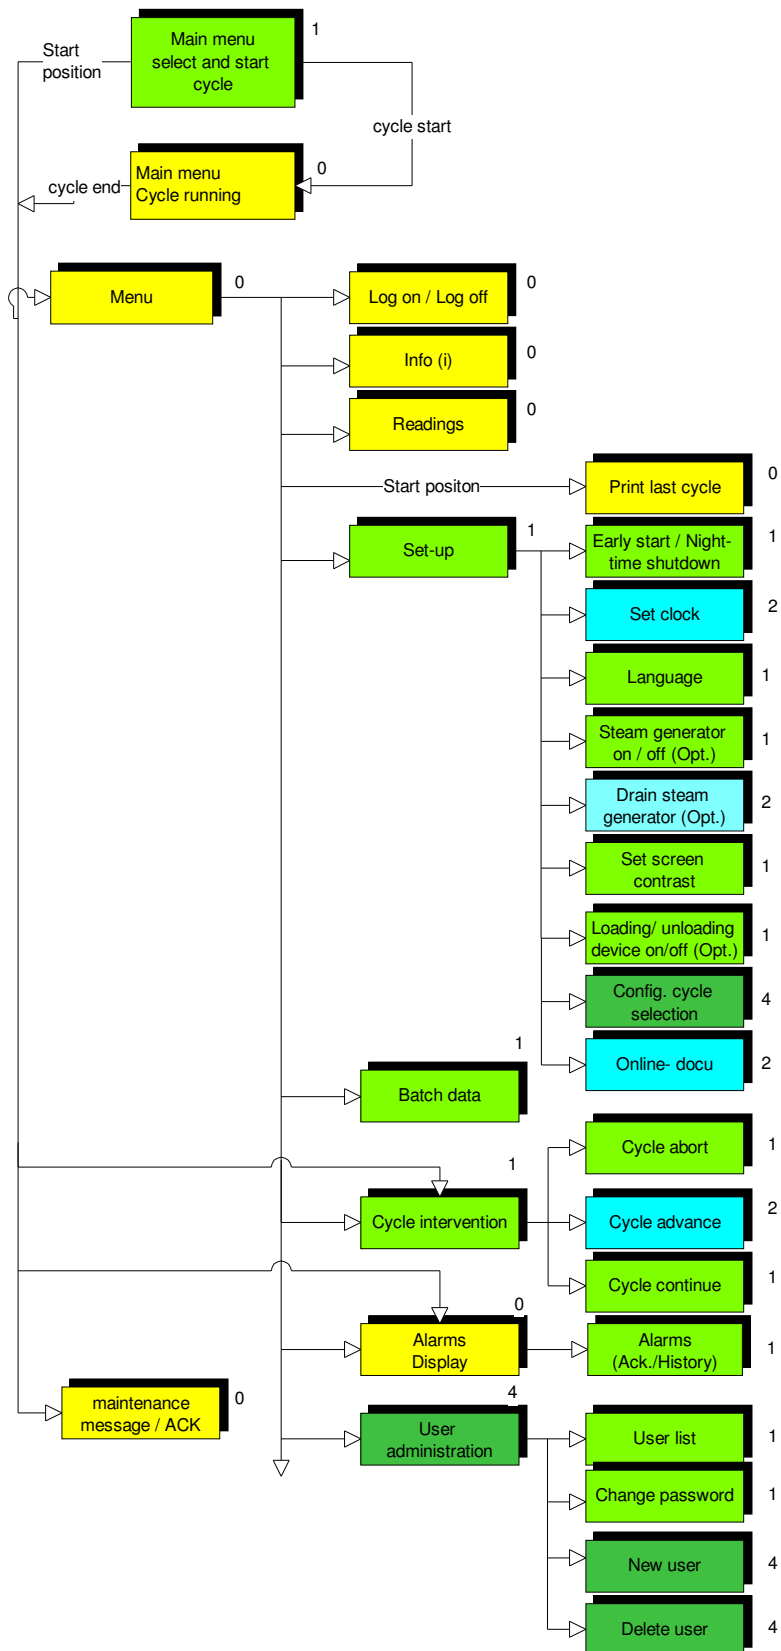 Main menu
select and start
cycle
1
Start
position
cycle start
Main menu
Cycle running
0
cycle end
Menu
0
Log on / Log off
0
Info (i)
0
Readings
0
Start positon
Print last cycle
0
Set-up
1
Early start / Night-
time shutdown
1
Set clock
2
Language
1
Steam generator
on / off (Opt.)
1
Drain steam
generator (Opt.)
2
Set screen
contrast
1
Loading/ unloading
device on/off (Opt.)
1
Config. cycle
selection
4
Online- docu
2
Batch data
1
Cycle intervention
1
Cycle abort
1
Cycle advance
2
Cycle continue
1
Alarms
Display
0
Alarms
(Ack./History)
1
maintenance
message / ACK
0
User
administration
4
User list
1
Change password
1
New user
4
Delete user
4